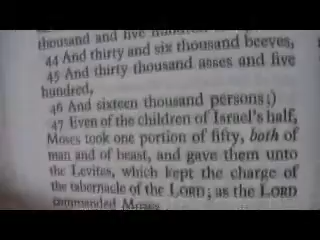 thousand and five hundred
44 And thirty and six thousand beeves,
45 And thirty thousand asses and five
hundred,
46 And sixteen thousand persons;)
47 Even of the children of Israel's half,
Moses took one portion of fifty, both of
man and of beast, and gave them unto
the Levites, which kept the charge of
the tabernacle of the LORD; as the LORD
commanded Moses.